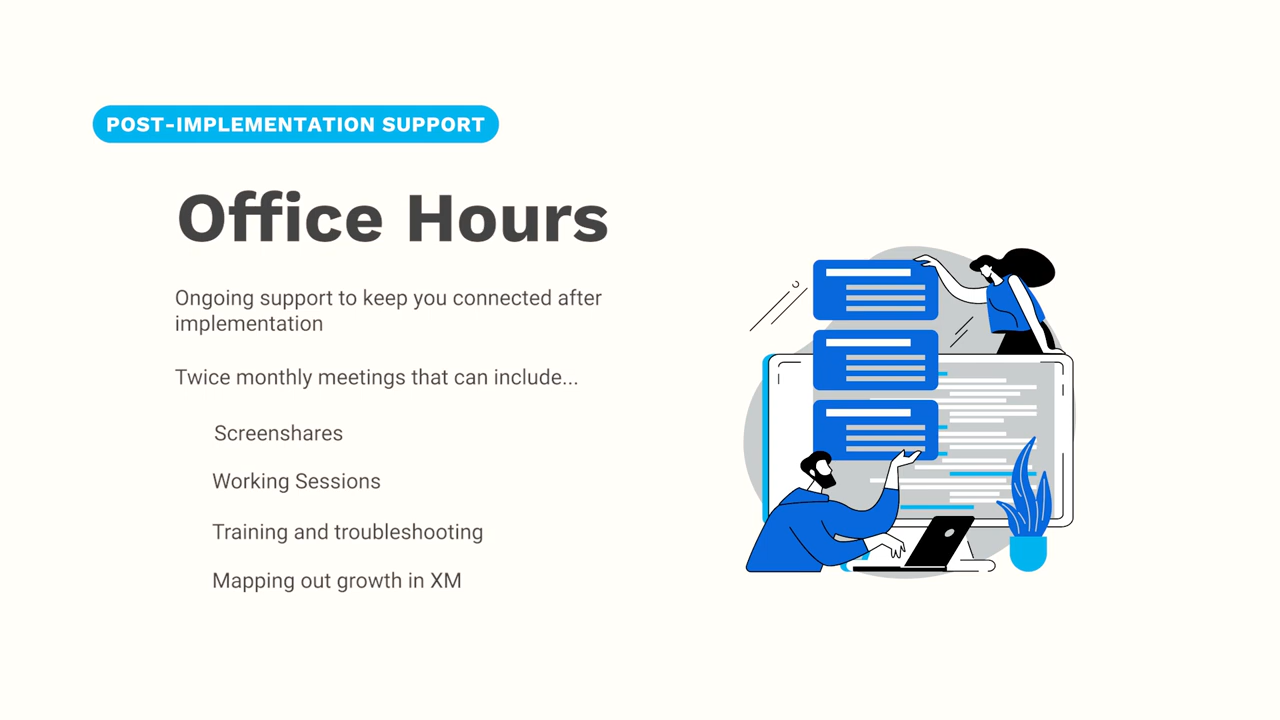 POST-IMPLEMENTATION SUPPORT
Office Hours
Ongoing support to keep you connected after
implementation
Twice monthly meetings that can include...
Screenshares
Working Sessions
Training and troubleshooting
Mapping out growth in XM